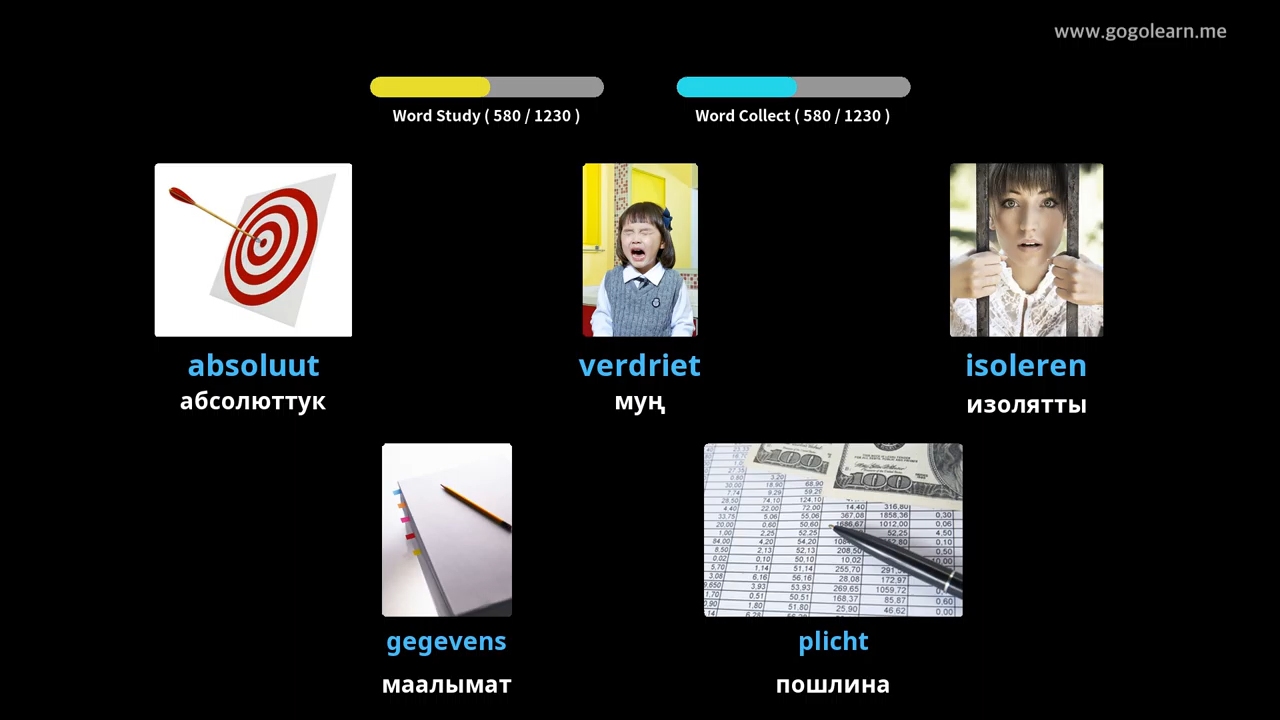 www.gogolearn.me
Word Study ( 580 / 1230 )
Word Collect ( 580 / 1230 )
absoluut
абсолюттук
verdriet
муң
isoleren
изолятты
gegevens
маалымат
plicht
пошлина